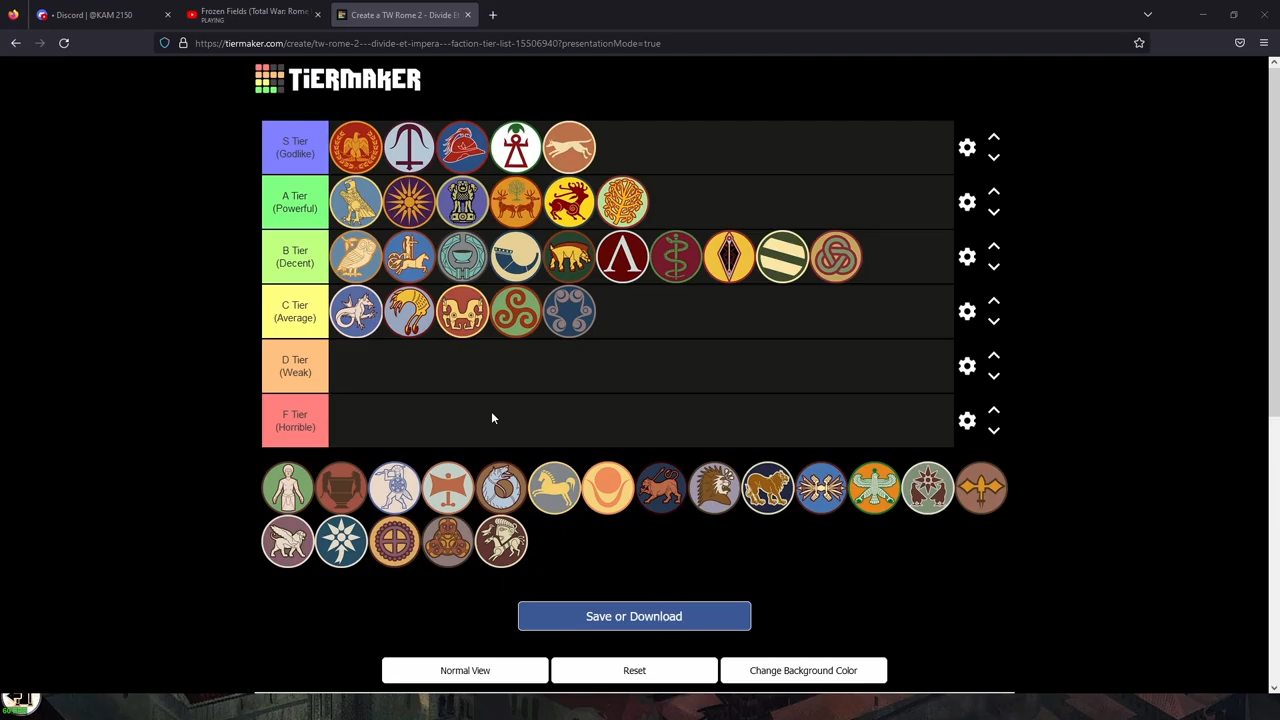 • Discord | @KAM 2150
Frozen Fields (Total War: Rome
PLAYING
Create a TW Rome 2 - Divide Et
https://tiermaker.com/create/tw-rome-2---divide-et-impera---faction-tier-list-15506940?presentationMode=true
TiERMAKER
S Tier
(Godlike)
A Tier
(Powerful)
B Tier
(Decent)
C Tier
(Average)
D Tier
(Weak)
F Tier
(Horrible)
Save or Download
Normal View
Reset
Change Background Color